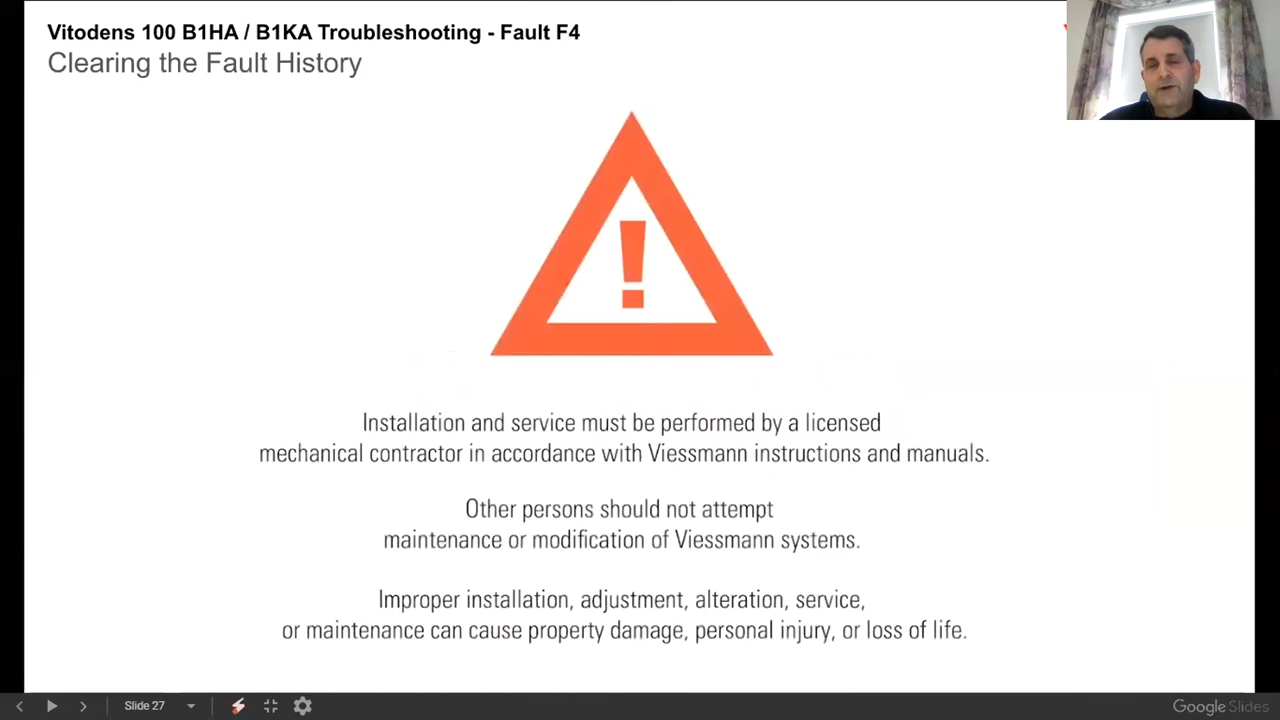 Vitodens 100 B1HA / B1KA Troubleshooting - Fault F4
Clearing the Fault History
!
Installation and service must be performed by a licensed
mechanical contractor in accordance with Viessmann instructions and manuals.
Other persons should not attempt
maintenance or modification of Viessmann systems.
Improper installation, adjustment, alteration, service,
or maintenance can cause property damage, personal injury, or loss of life.
Slide 27
Google Slides